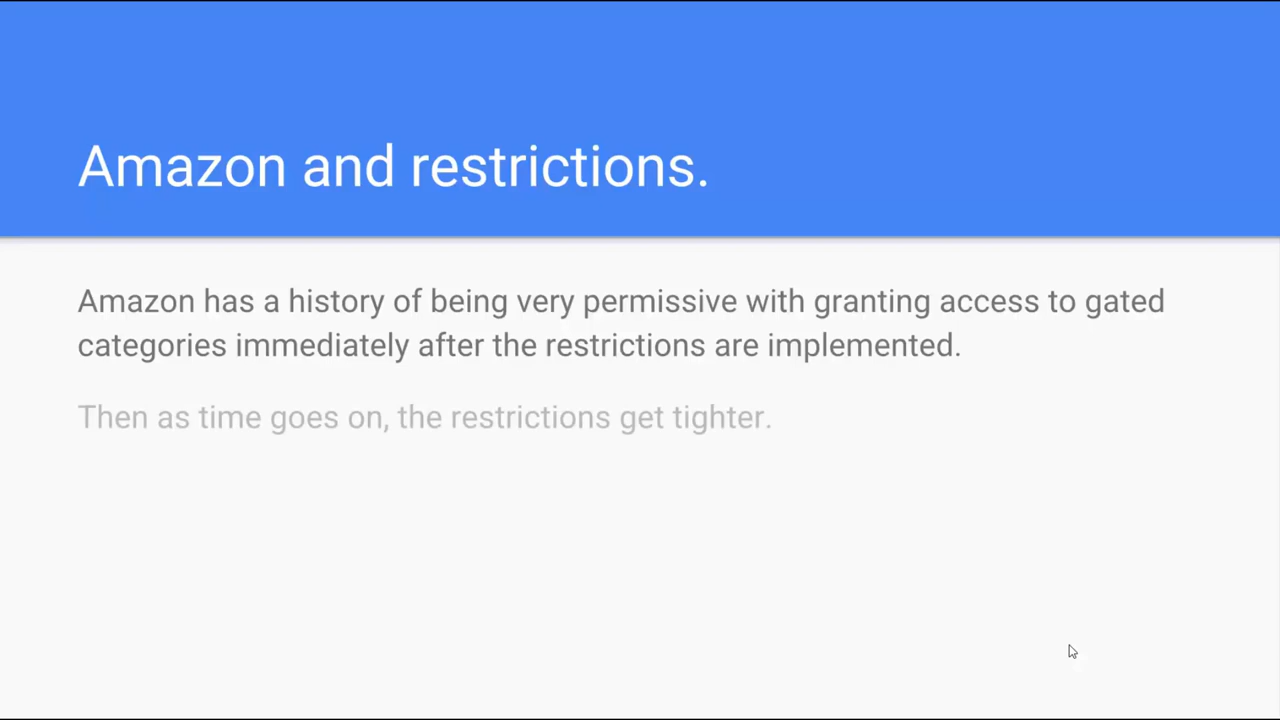 Amazon and restrictions.
Amazon has a history of being very permissive with granting access to gated
categories immediately after the restrictions are implemented.
Then as time goes on, the restrictions get tighter.